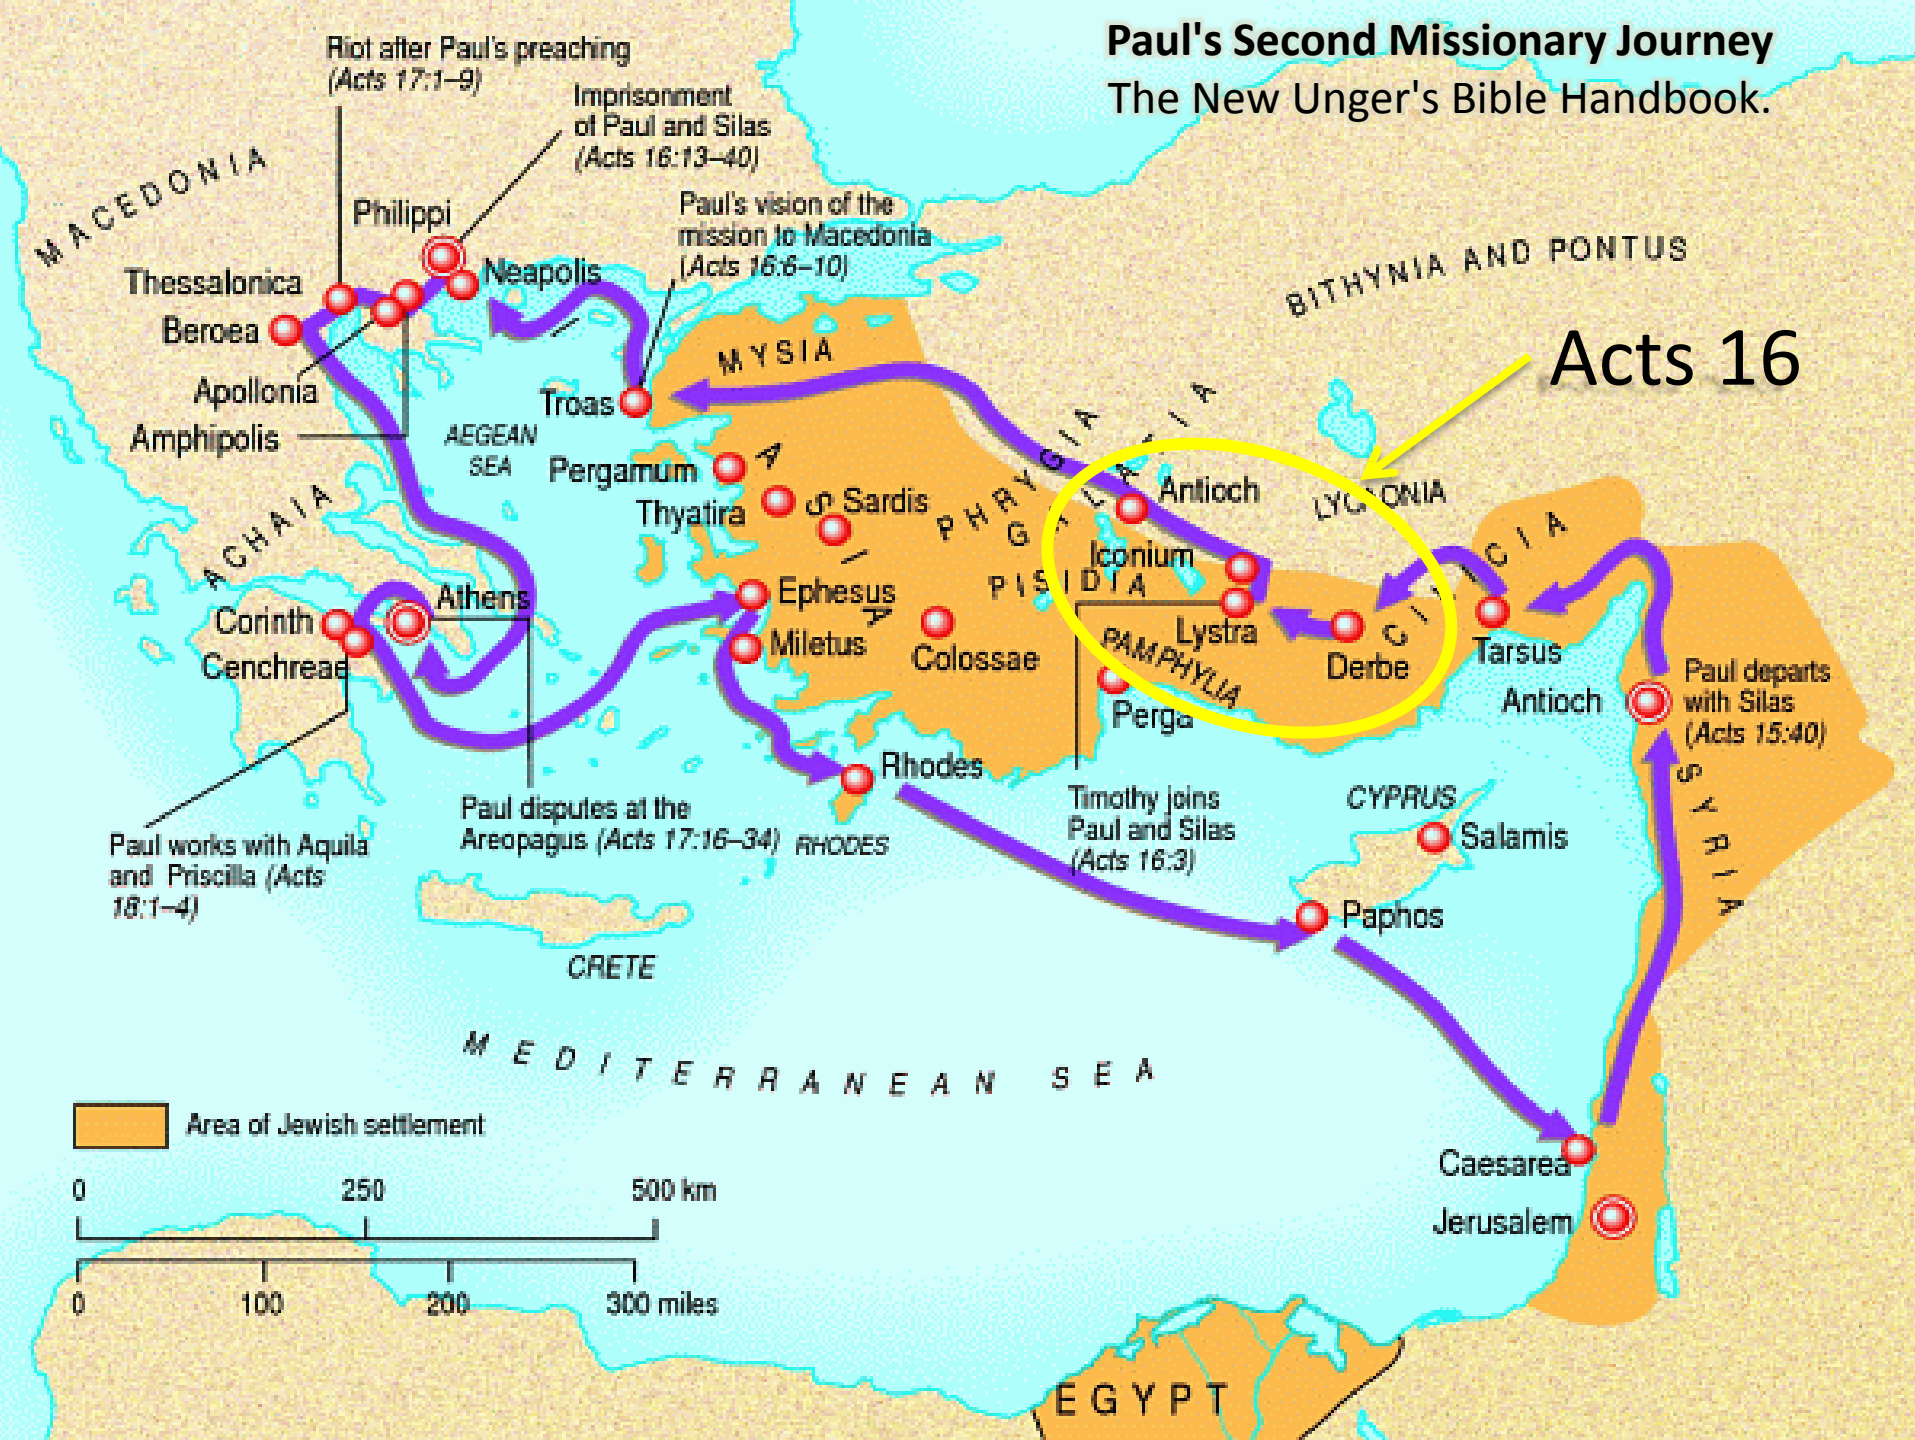 Paul's Second Missionary Journey
The New Unger's Bible Handbook.
Riot after Paul's preaching
(Acts 17:1–9)
Imprisonment
of Paul and Silas
(Acts 16:13–40)
MACEDONIA
Paul's vision of the
mission to Macedonia
(Acts 16:6–10)
Philippi
Neapolis
Thessalonica
Beroea
BITHYNIA AND PONTUS
Acts 16
MYSIA
Apollonia
Troas
Amphipolis
AEGEAN
SEA
Pergamum
Thyatira
Sardis
ASIA
PHRYGIA
GALATIA
Antioch
LYCAONIA
ACHAIA
Iconium
PISIDIA
CILICIA
Athens
Ephesus
Corinth
Lystra
Tarsus
Cenchreae
Miletus
Colossae
PAMPHYLIA
Derbe
Perga
Antioch
Paul departs
with Silas
(Acts 15:40)
Rhodes
SYRIA
Paul disputes at the
Areopagus (Acts 17:16–34)
RHODES
Timothy joins
Paul and Silas
(Acts 16:3)
CYPRUS
Salamis
Paul works with Aquila
and Priscilla (Acts
18:1–4)
Paphos
CRETE
MEDITERRANEAN SEA
Area of Jewish settlement
Caesarea
Jerusalem
0 250 500 km
0 100 200 300 miles
EGYPT